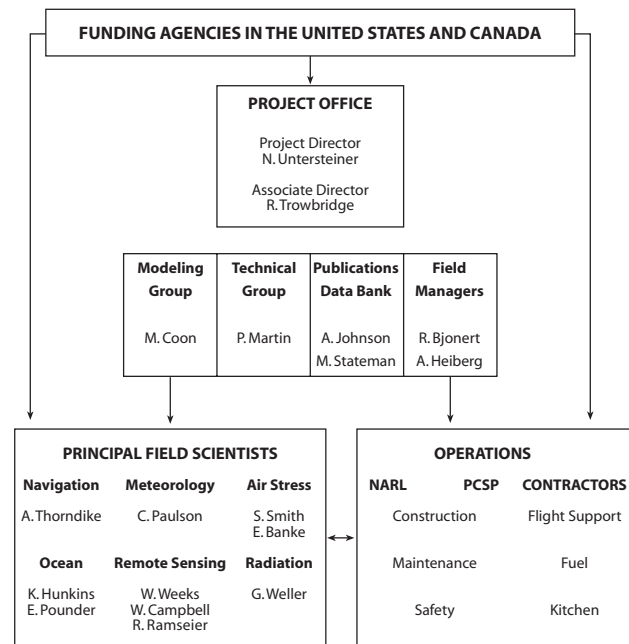 FUNDING AGENCIES IN THE UNITED STATES AND CANADA
PROJECT OFFICE
Project Director
N. Untersteiner
Associate Director
R. Trowbridge
Modeling
Group
M. Coon
Technical
Group
P. Martin
Publications
Data Bank
A. Johnson
M. Stateman
Field
Managers
R. Bjonert
A. Heiberg
PRINCIPAL FIELD SCIENTISTS
Navigation
A. Thorndike
Meteorology
C. Paulson
Air Stress
S. Smith
E. Banke
Ocean
K. Hunkins
E. Pounder
Remote Sensing
W. Weeks
W. Campbell
R. Ramseier
Radiation
G. Weller
OPERATIONS
NARL PCSP CONTRACTORS
Construction Flight Support
Maintenance Fuel
Safety Kitchen